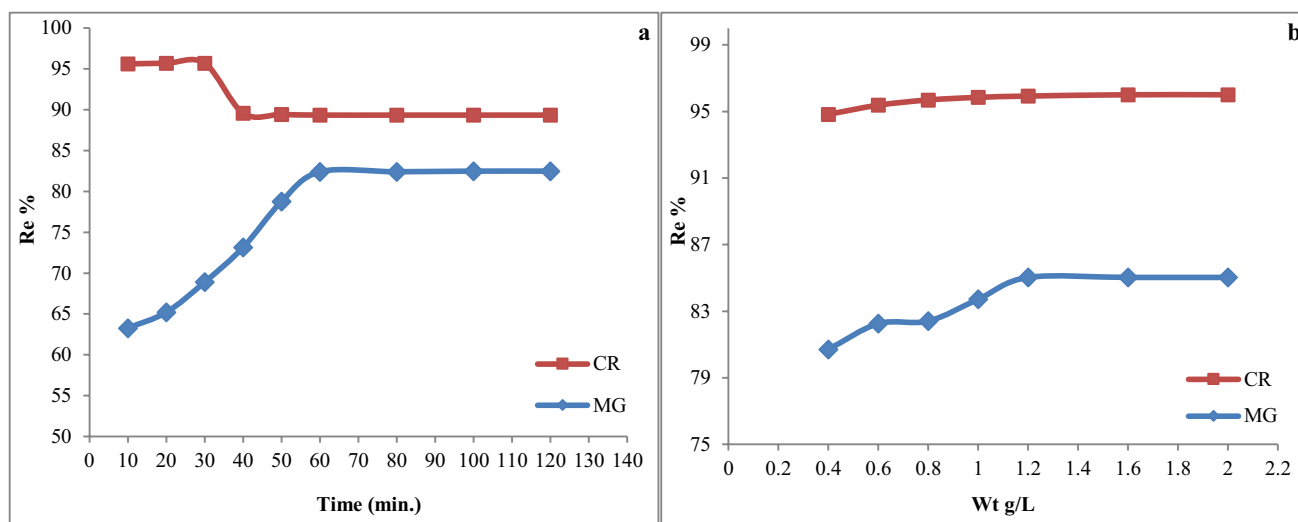 a
100
95
90
85
80
75
70
65
60
55
50
Re %
CR
MG
0 10 20 30 40 50 60 70 80 90 100 110 120 130 140
Time (min.)
b
99
95
91
87
83
79
75
Re %
CR
MG
0 0.2 0.4 0.6 0.8 1 1.2 1.4 1.6 1.8 2 2.2
Wt g/L